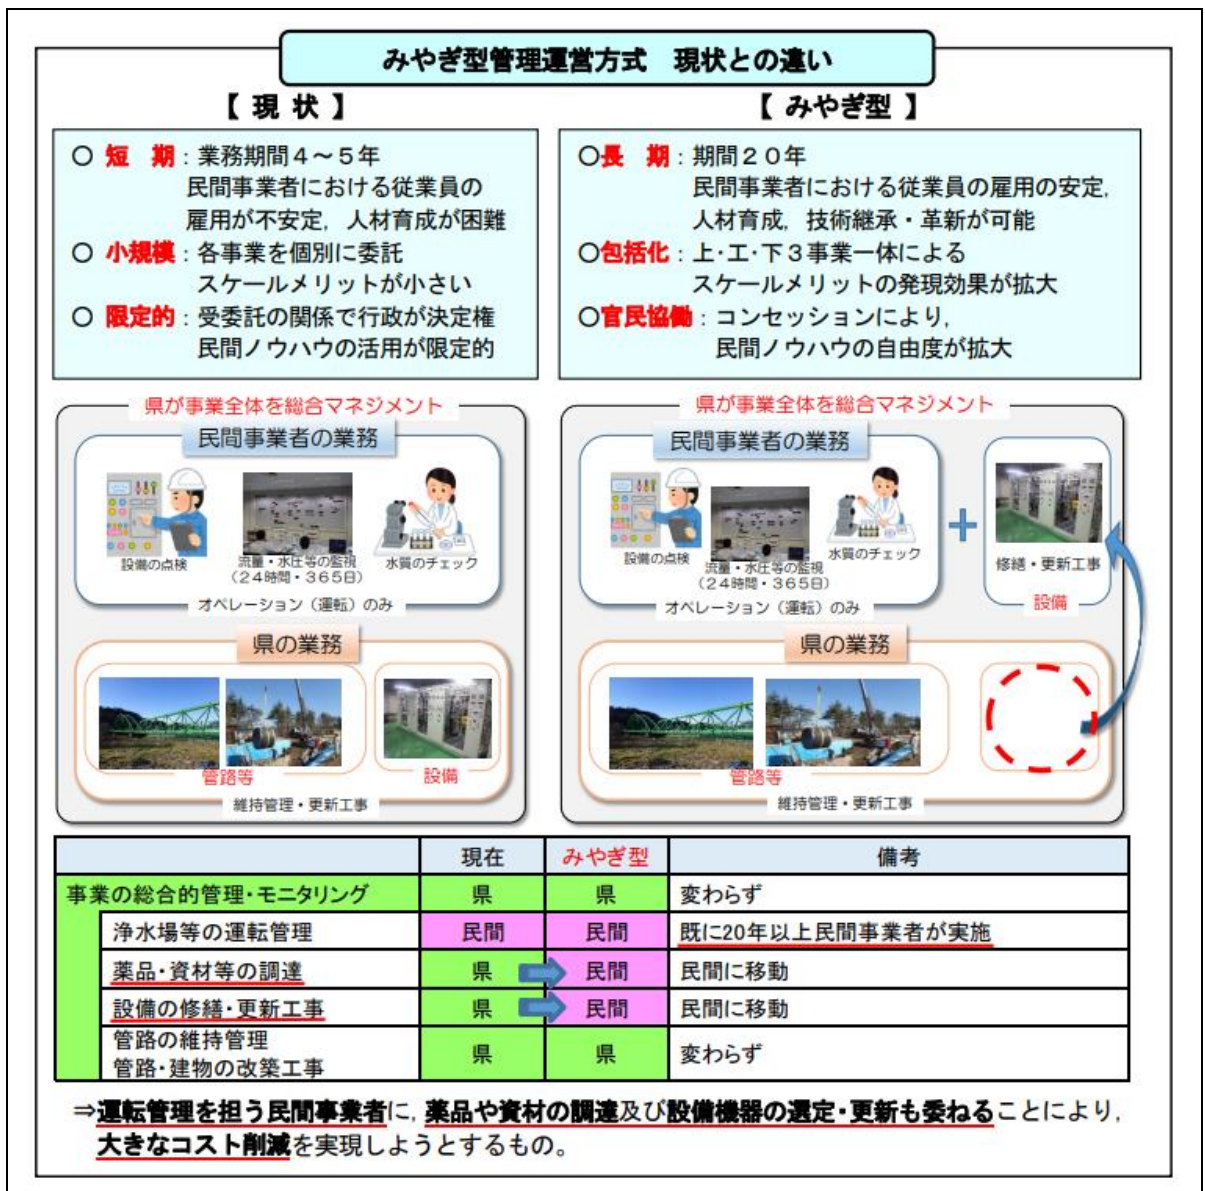 みやぎ型管理運営方式　現状との違い
【 現 状 】
○ 短　期：業務期間４～５年
民間事業者における従業員の
雇用が不安定，人材育成が困難
○ 小規模：各事業を個別に委託
スケールメリットが小さい
○ 限定的：受委託の関係で行政が決定権
民間ノウハウの活用が限定的
【 みやぎ型 】
○長　期：期間２０年
民間事業者における従業員の雇用の安定，
人材育成，技術継承・革新が可能
○包括化：上・工・下３事業一体による
スケールメリットの発現効果が拡大
○官民協働：コンセッションにより，
民間ノウハウの自由度が拡大
県が事業全体を総合マネジメント
民間事業者の業務
設備の点検
流量・水圧等の監視
（２４時間・３６５日）
水質のチェック
オペレーション（運転）のみ
県の業務
管路等
設備
維持管理・更新工事
県が事業全体を総合マネジメント
民間事業者の業務
設備の点検
流量・水圧等の監視
（２４時間・３６５日）
水質のチェック
オペレーション（運転）のみ
＋
修繕・更新工事
設備
県の業務
管路等
維持管理・更新工事
現在　みやぎ型　備考
事業の総合的管理・モニタリング　県　県　変わらず
浄水場等の運転管理　民間　民間　既に20年以上民間事業者が実施
薬品・資材等の調達　県　民間　民間に移動
設備の修繕・更新工事　県　民間　民間に移動
管路の維持管理
管路・建物の改築工事　県　県　変わらず
⇒運転管理を担う民間事業者に，薬品や資材の調達及び設備機器の選定・更新も委ねることにより，
大きなコスト削減を実現しようとするもの。